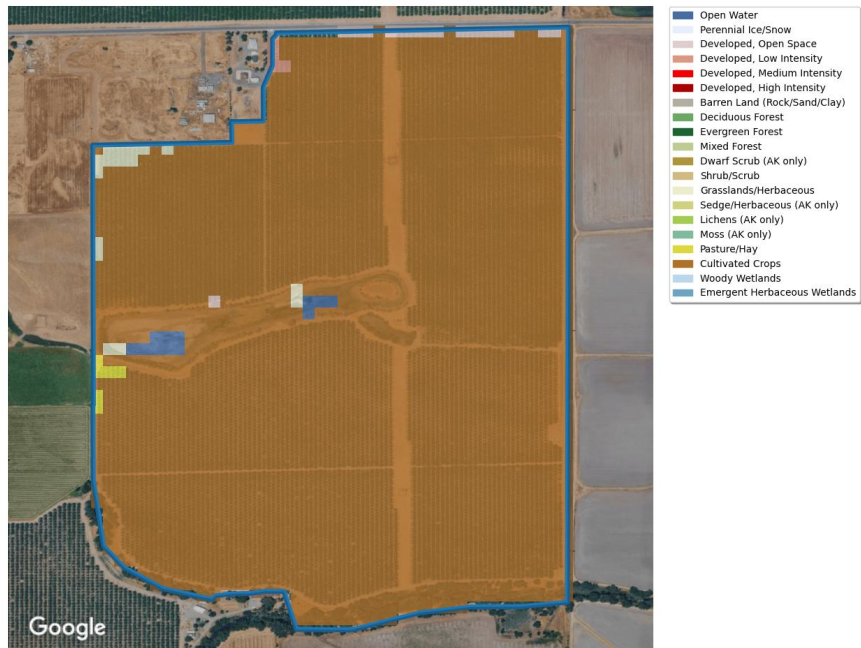 Open Water
Perennial Ice/Snow
Developed, Open Space
Developed, Low Intensity
Developed, Medium Intensity
Developed, High Intensity
Barren Land (Rock/Sand/Clay)
Deciduous Forest
Evergreen Forest
Mixed Forest
Dwarf Scrub (AK only)
Shrub/Scrub
Grasslands/Herbaceous
Sedge/Herbaceous (AK only)
Lichens (AK only)
Moss (AK only)
Pasture/Hay
Cultivated Crops
Woody Wetlands
Emergent Herbaceous Wetlands
Google